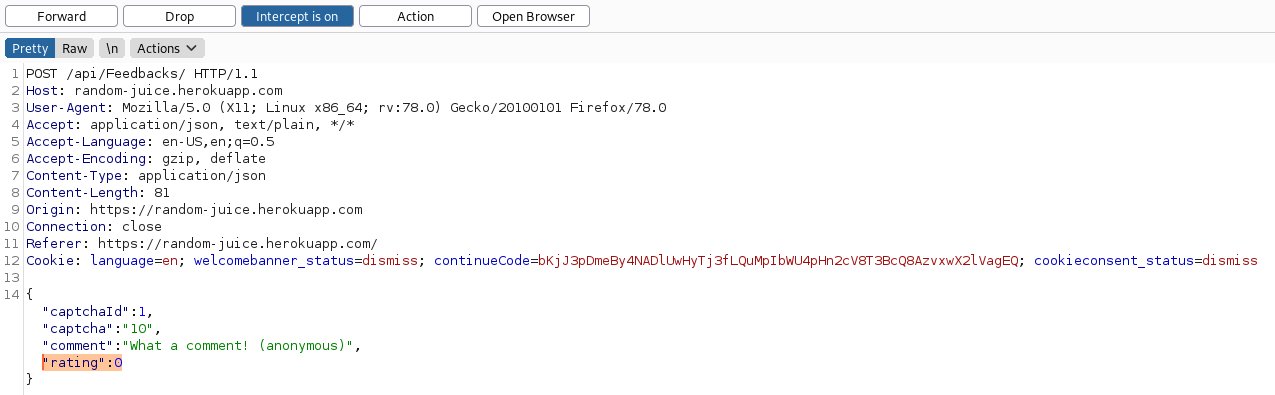 Forward Drop Intercept is on Action Open Browser
Pretty Raw \n Actions
1 POST /api/Feedbacks/ HTTP/1.1
2 Host: random-juice.herokuapp.com
3 User-Agent: Mozilla/5.0 (X11; Linux x86_64; rv:78.0) Gecko/20100101 Firefox/78.0
4 Accept: application/json, text/plain, */*
5 Accept-Language: en-US,en;q=0.5
6 Accept-Encoding: gzip, deflate
7 Content-Type: application/json
8 Content-Length: 81
9 Origin: https://random-juice.herokuapp.com
10 Connection: close
11 Referer: https://random-juice.herokuapp.com/
12 Cookie: language=en; welcomebanner_status=dismiss; continueCode=bKjJ3pDmeBy4NADlUwHyTj3fLQuMpIbWU4pHn2cV8T3BcQ8AzvxwX2lVagEQ; cookieconsent_status=dismiss
13
14 {
"captchaId":1,
"captcha":"10",
"comment":"What a comment! (anonymous)",
"rating":0
}